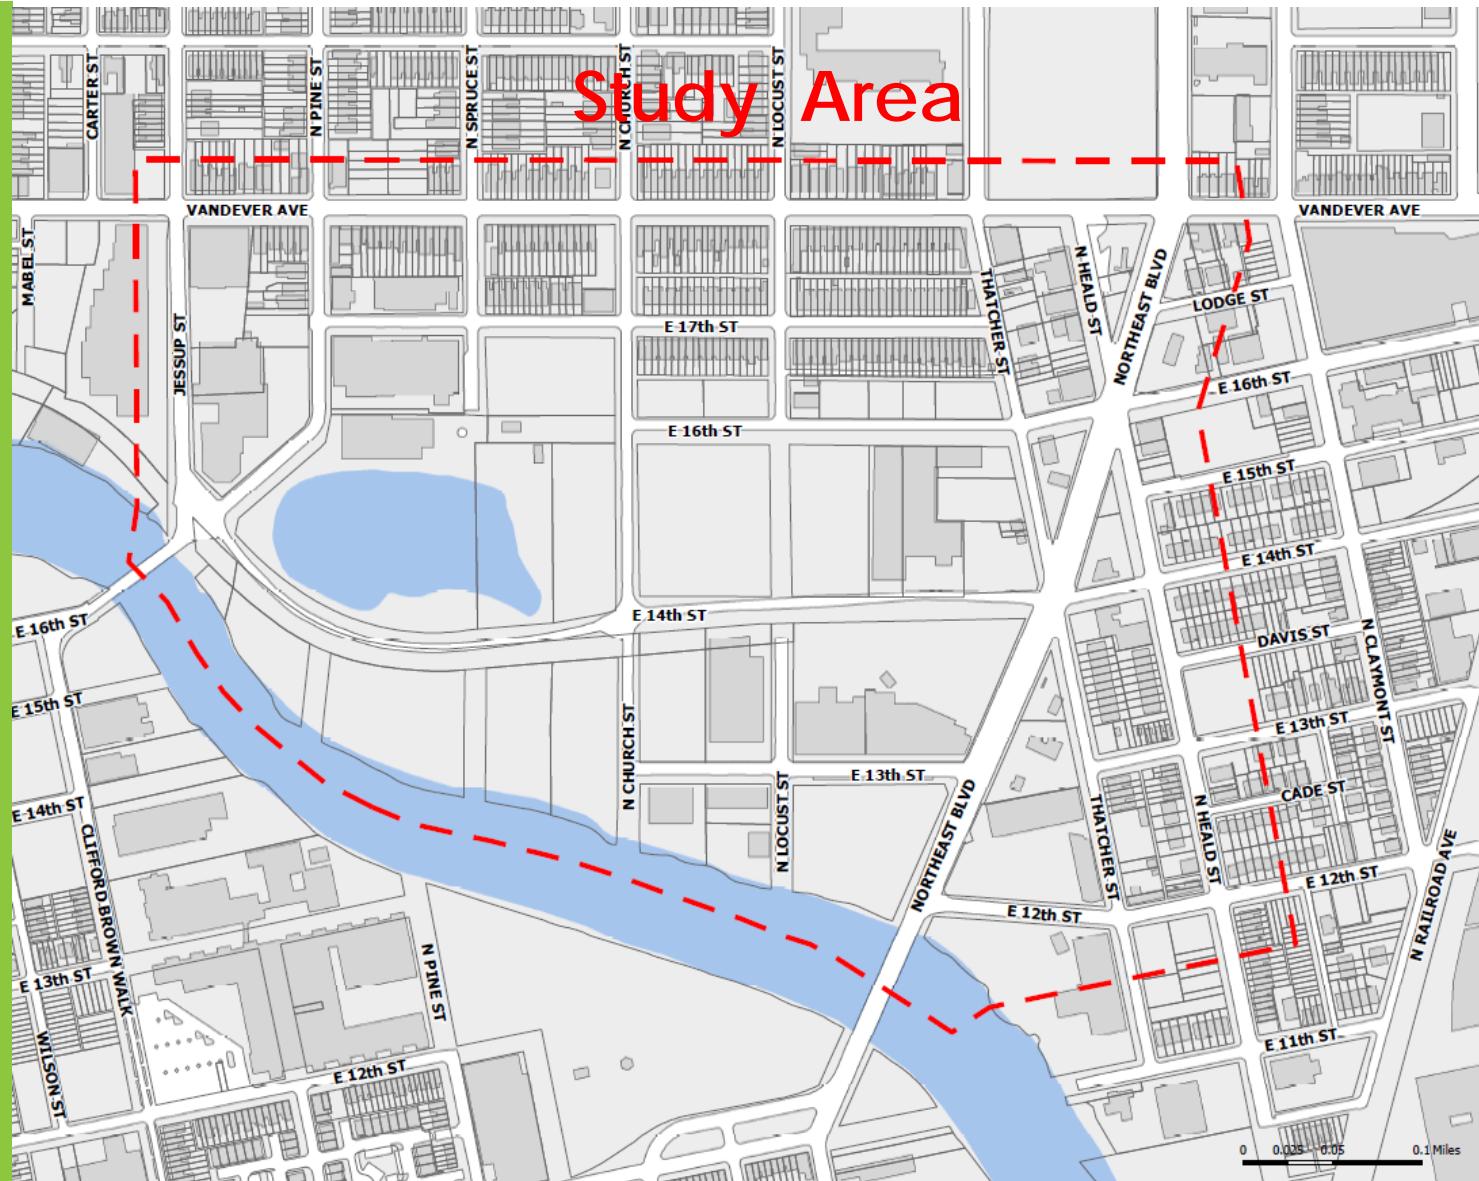 Study Area
CARTER ST
N PINE ST
N SPRUCE ST
N CHURCH ST
N LOCUST ST
VANDEVER AVE
VANDEVER AVE
MABEL ST
JESSUP ST
THATCHER ST
N HEALD ST
NORTHEAST BLVD
LODGE ST
E 17th ST
E 16th ST
E 16th ST
E 15th ST
E 14th ST
E 14th ST
E 16th ST
DAVIS ST
N CLAYMONT ST
E 15th ST
E 13th ST
N CHURCH ST
E 13th ST
N LOCUST ST
CADE ST
E 14th ST
NORTHEAST BLVD
THATCHER ST
N HEALD ST
CLIFFORD BROWN WALK
E 12th ST
E 12th ST
N RAILROAD AVE
E 13th ST
N PINE ST
WILSON ST
E 11th ST
E 12th ST
0 0.025 0.05 0.1 Miles